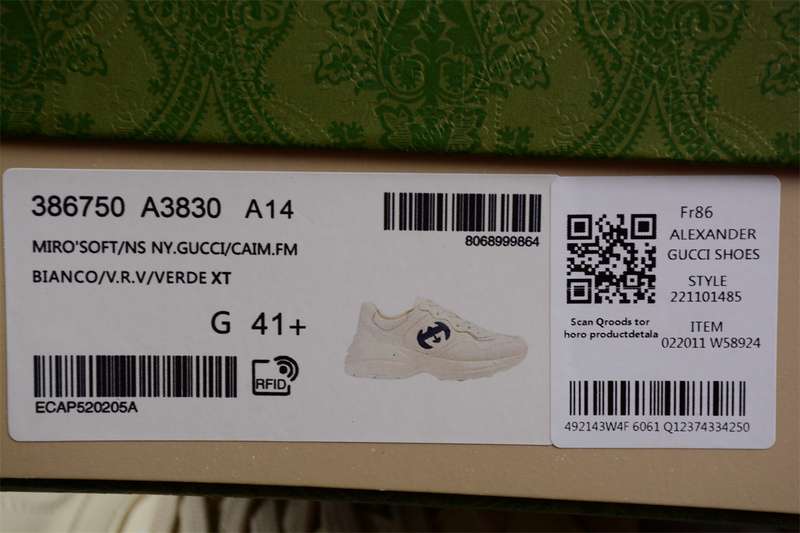 386750 A3830 A14
8068999864
MIRO'SOFT/NS NY.GUCCI/CAIM.FM
BIANCO/V.R.V/VERDE XT
G 41+
RFID
ECAP520205A
Fr86
ALEXANDER
GUCCI SHOES
STYLE
221101485
Scan Qroods tor
horo productdetala
ITEM
022011 W58924
492143W4F 6061 Q12374334250